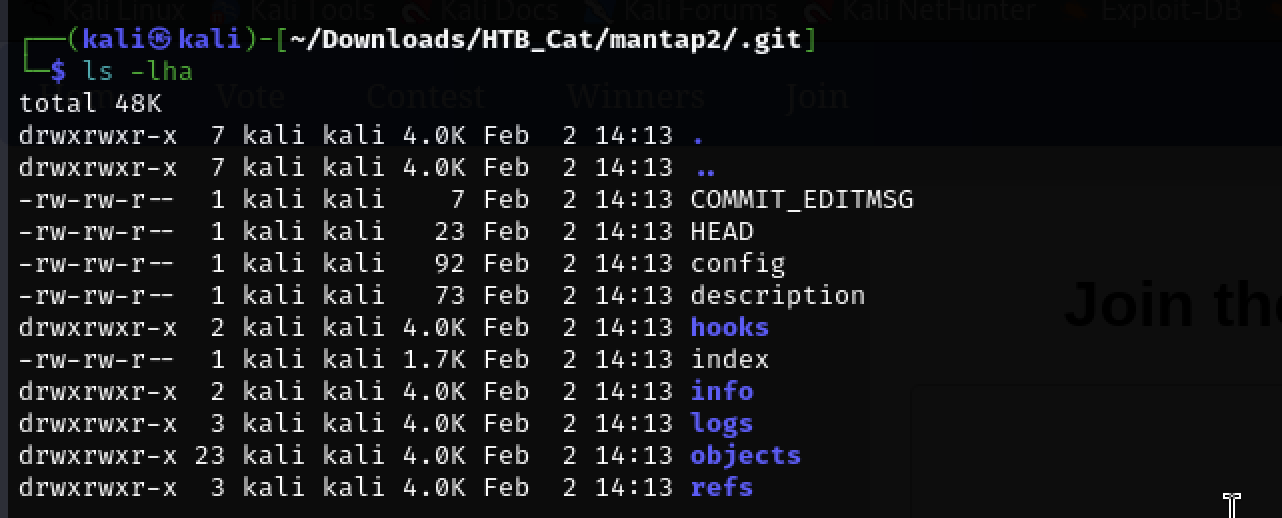 Kali Linux Kali Tools Kali Docs Kali Forums Kali NetHunter Exploit-DB
┌──(kali㉿kali)-[~/Downloads/HTB_Cat/mantap2/.git]
└─$ ls -lha
Vote Contest Winners Join
total 48K
drwxrwxr-x 7 kali kali 4.0K Feb 2 14:13 .
drwxrwxr-x 7 kali kali 4.0K Feb 2 14:13 ..
-rw-rw-r-- 1 kali kali 7 Feb 2 14:13 COMMIT_EDITMSG
-rw-rw-r-- 1 kali kali 23 Feb 2 14:13 HEAD
-rw-rw-r-- 1 kali kali 92 Feb 2 14:13 config
-rw-rw-r-- 1 kali kali 73 Feb 2 14:13 description
Join the
drwxrwxr-x 2 kali kali 4.0K Feb 2 14:13 hooks
-rw-rw-r-- 1 kali kali 1.7K Feb 2 14:13 index
drwxrwxr-x 2 kali kali 4.0K Feb 2 14:13 info
drwxrwxr-x 3 kali kali 4.0K Feb 2 14:13 logs
drwxrwxr-x 23 kali kali 4.0K Feb 2 14:13 objects
drwxrwxr-x 3 kali kali 4.0K Feb 2 14:13 refs